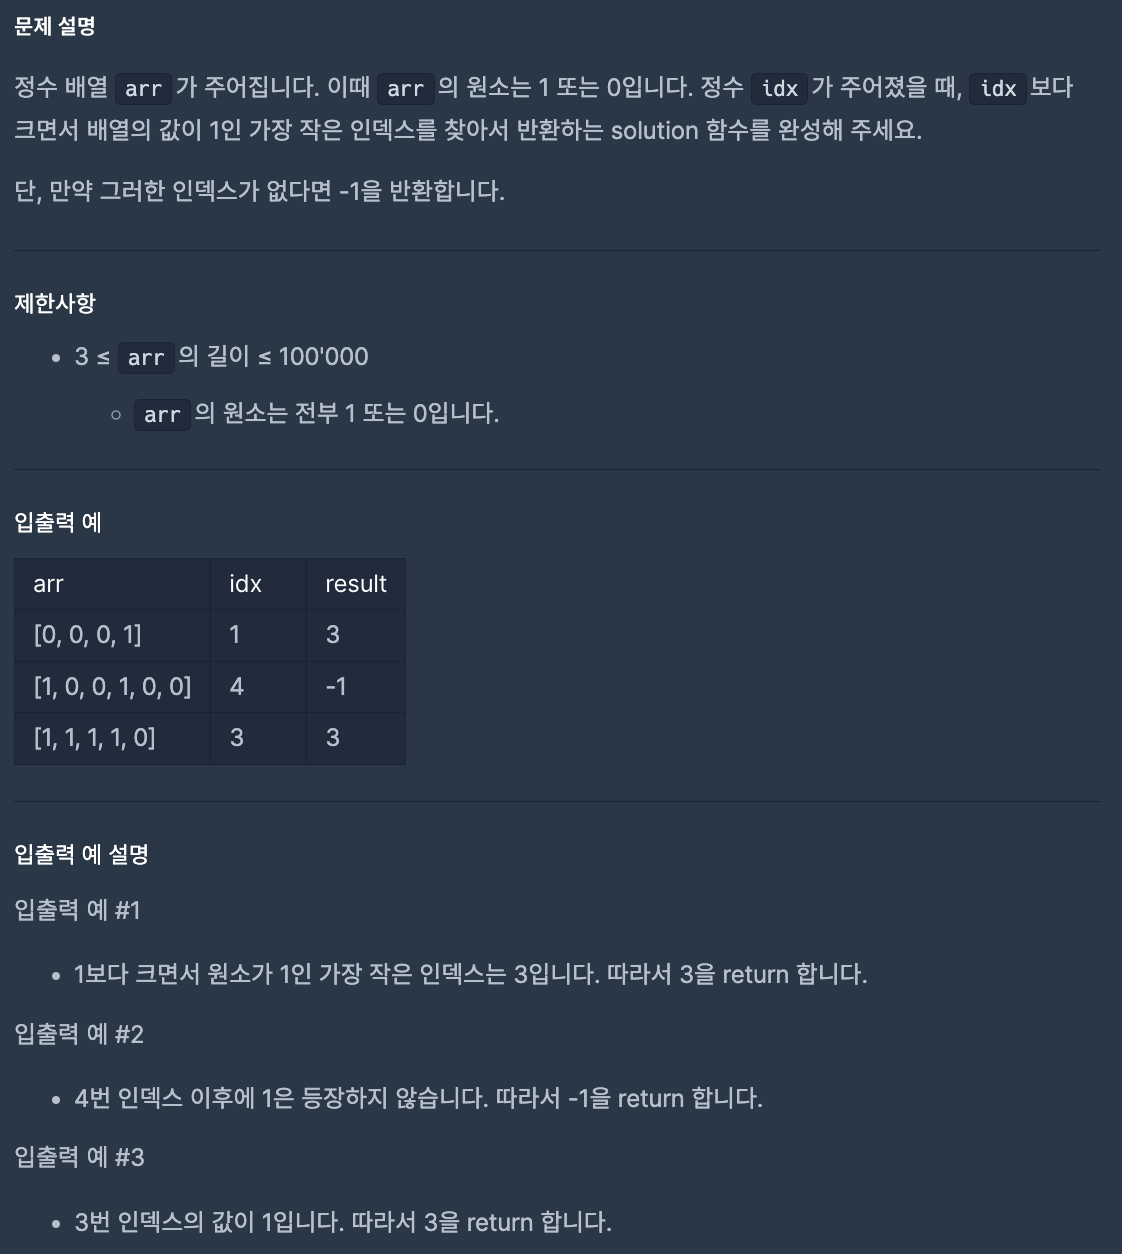 문제 설명
정수 배열 arr 가 주어집니다. 이때 arr 의 원소는 1 또는 0입니다. 정수 idx 가 주어졌을 때, idx 보다
크면서 배열의 값이 1인 가장 작은 인덱스를 찾아서 반환하는 solution 함수를 완성해 주세요.
단, 만약 그러한 인덱스가 없다면 -1을 반환합니다.
제한사항
• 3 ≤ arr 의 길이 ≤ 100'000
◦ arr 의 원소는 전부 1 또는 0입니다.
입출력 예
arr idx result
[0, 0, 0, 1] 1 3
[1, 0, 0, 1, 0, 0] 4 -1
[1, 1, 1, 1, 0] 3 3
입출력 예 설명
입출력 예 #1
• 1보다 크면서 원소가 1인 가장 작은 인덱스는 3입니다. 따라서 3을 return 합니다.
입출력 예 #2
• 4번 인덱스 이후에 1은 등장하지 않습니다. 따라서 -1을 return 합니다.
입출력 예 #3
• 3번 인덱스의 값이 1입니다. 따라서 3을 return 합니다.